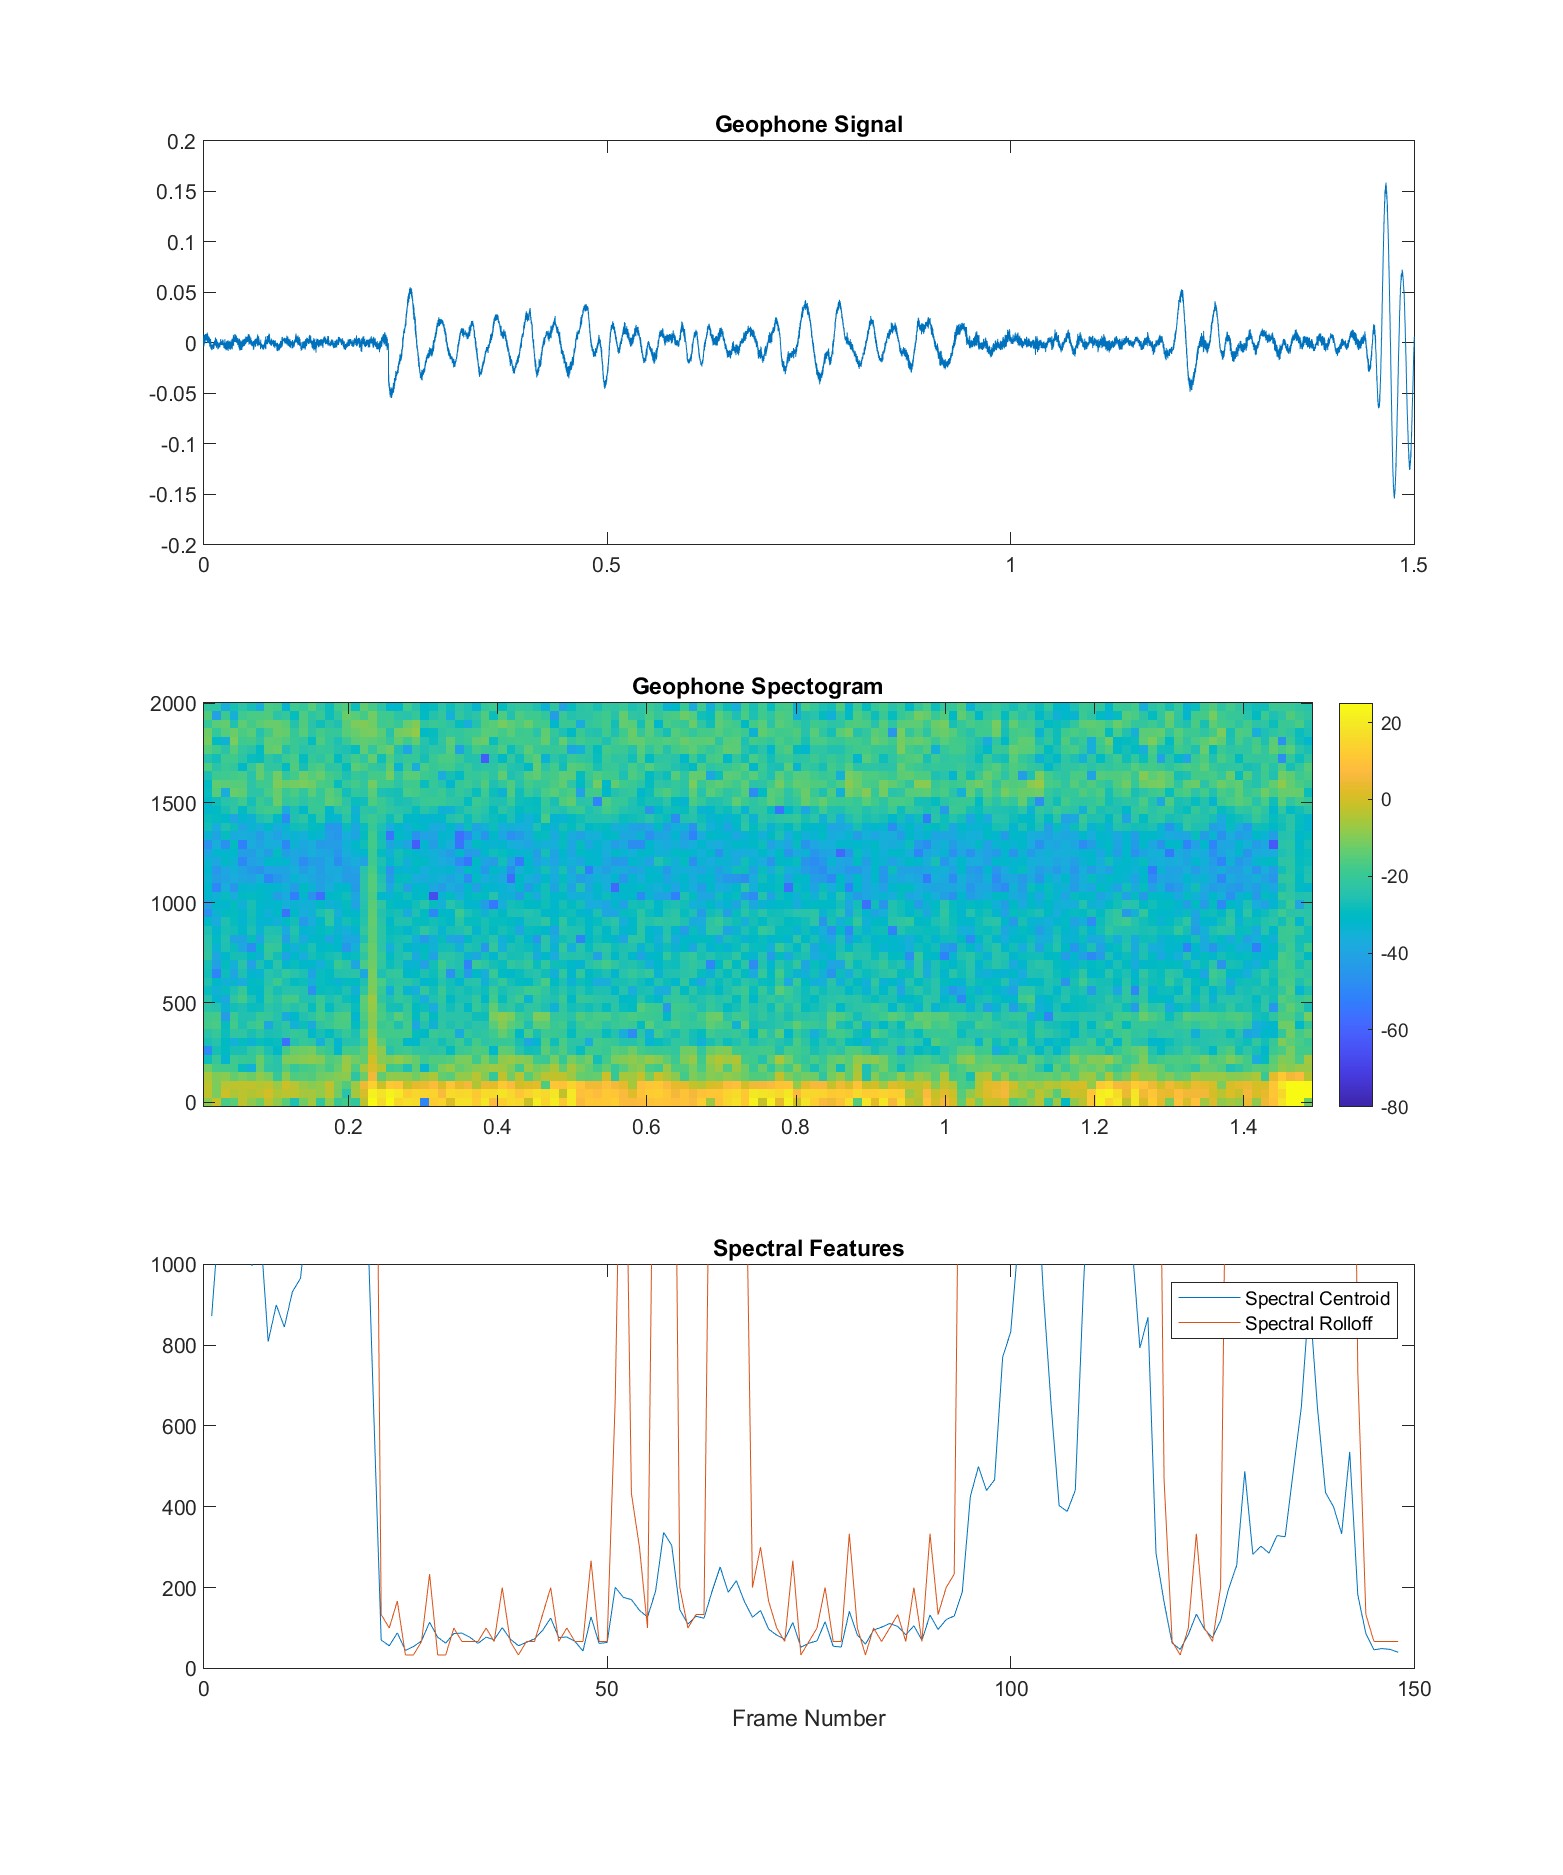 Geophone Signal
0.2
0.15
0.1
0.05
0
-0.05
-0.1
-0.15
-0.2
0 0.5 1 1.5
Geophone Spectogram
2000
1500
1000
500
0
0.2 0.4 0.6 0.8 1 1.2 1.4
20
0
-20
-40
-60
-80
Spectral Features
1000
800
600
400
200
0
Spectral Centroid
Spectral Rolloff
0 50 100 150
Frame Number